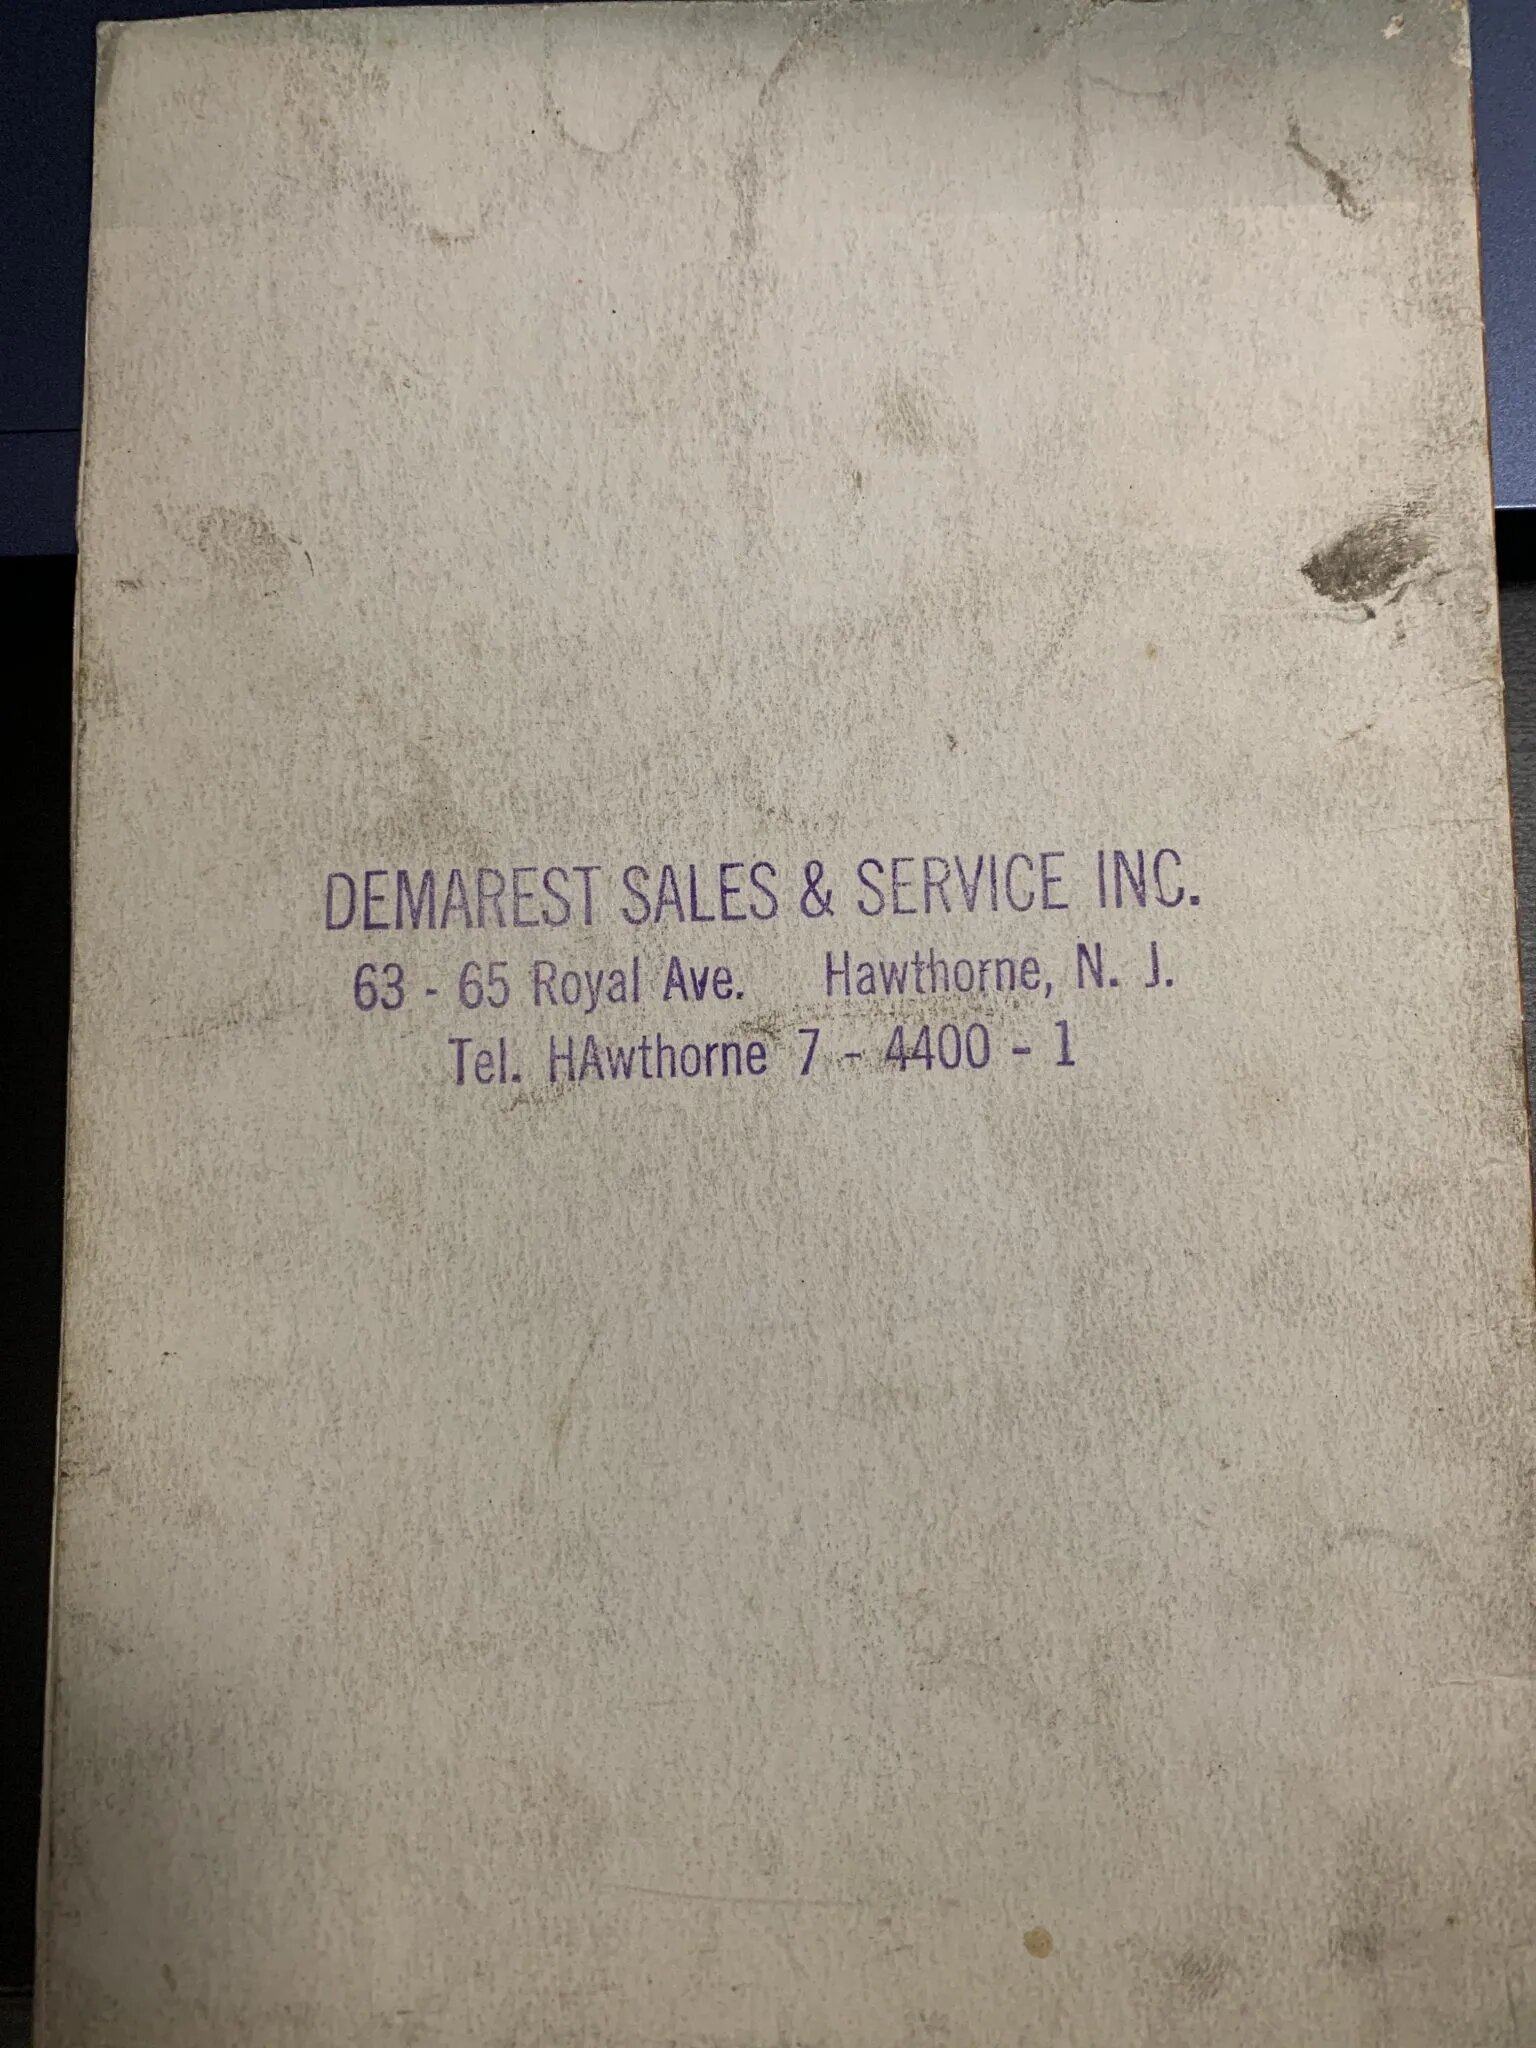 DEMAREST SALES & SERVICE INC.
63 - 65 Royal Ave. Hawthorne, N. J.
Tel. HAwthorne 7 - 4400 - 1